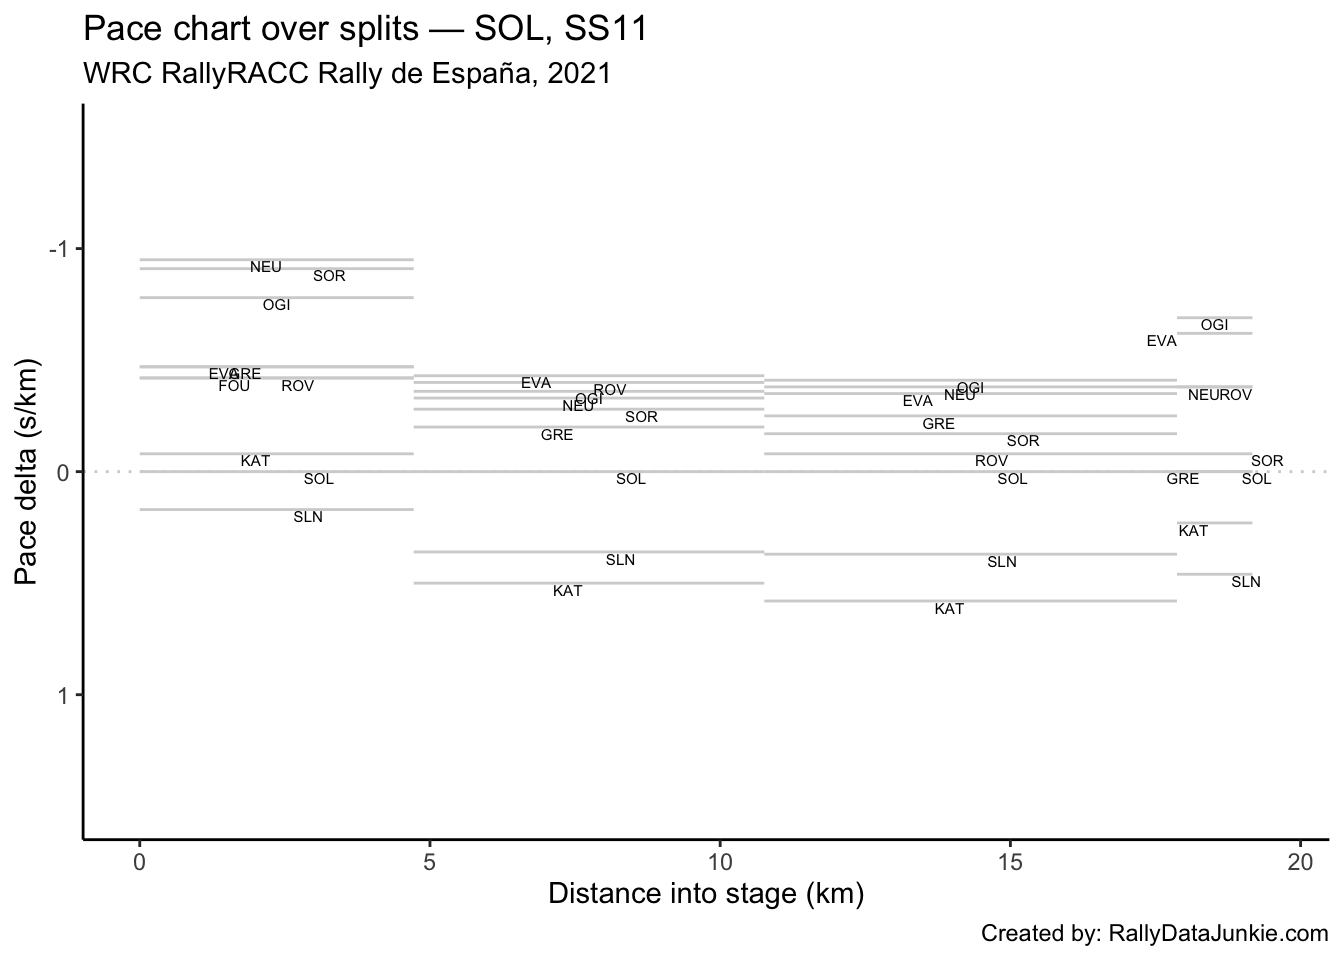 Pace chart over splits — SOL, SS11
WRC RallyRACC Rally de España, 2021
Pace delta (s/km)
-1
0
1
NEU
SOR
OGI
EVA GRE
FOU ROV
KAT
SOL
SLN
EVA
ROV
OGI
NEU
SOR
GRE
SOL
SLN
KAT
OGI
NEU
EVA
GRE
SOR
ROV
SOL
SLN
KAT
OGI
EVA
NEU ROV
SOR
GRE SOL
KAT
SLN
0 5 10 15 20
Distance into stage (km)
Created by: RallyDataJunkie.com